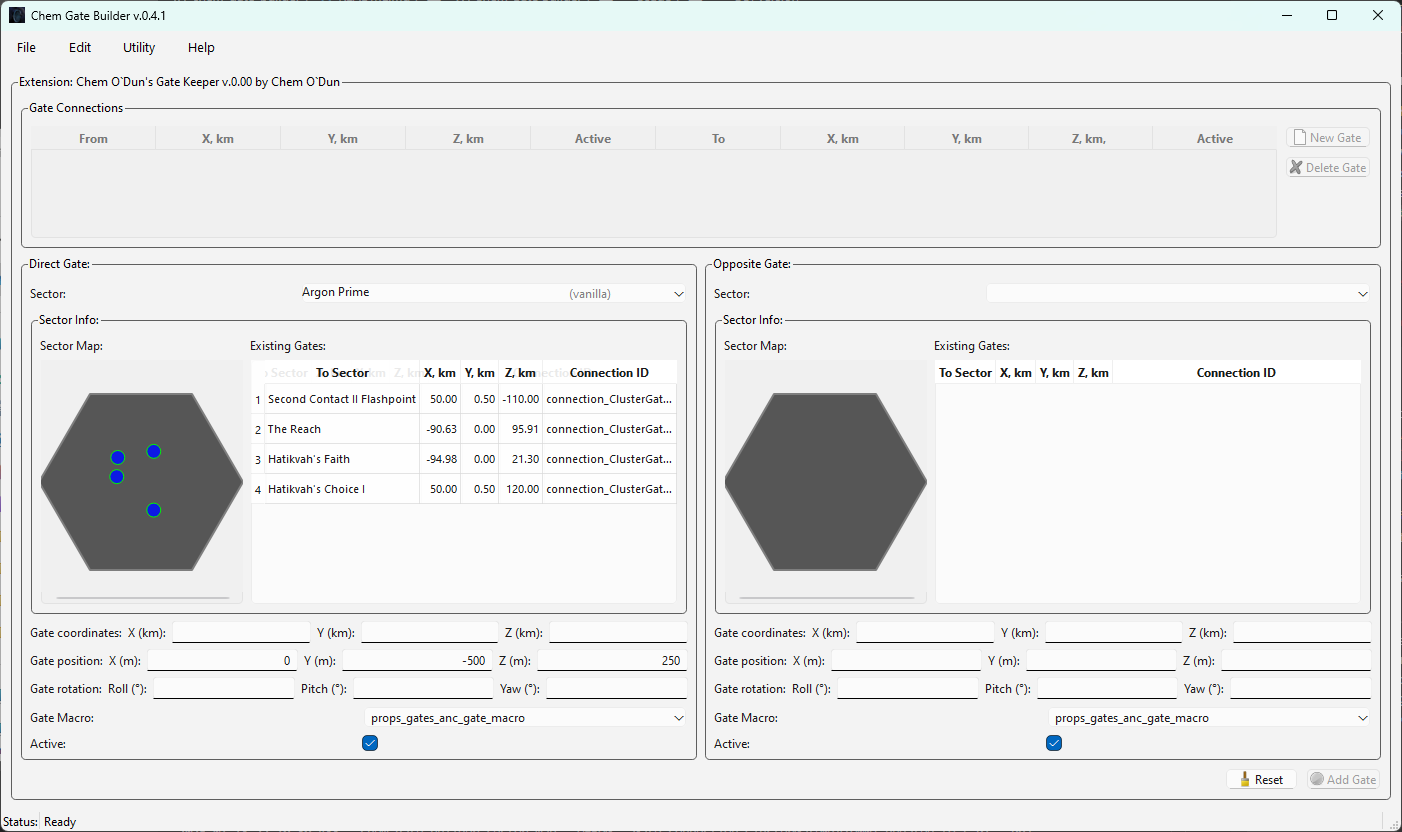 Chem Gate Builder v.0.4.1
File Edit Utility Help
Extension: Chem O`Dun's Gate Keeper v.0.00 by Chem O`Dun
Gate Connections
From X, km Y, km Z, km Active To X, km Y, km Z, km, Active
New Gate
Delete Gate
Direct Gate:
Sector: Argon Prime (vanilla)
Sector Info:
Sector Map: Existing Gates:
To Sector X, km Y, km Z, km Connection ID
1 Second Contact II Flashpoint 50.00 0.50 -110.00 connection_ClusterGat...
2 The Reach -90.63 0.00 95.91 connection_ClusterGat...
3 Hatikvah's Faith -94.98 0.00 21.30 connection_ClusterGat...
4 Hatikvah's Choice I 50.00 0.50 120.00 connection_ClusterGat...
Gate coordinates: X (km): Y (km): Z (km):
Gate position: X (m): 0 Y (m): -500 Z (m): 250
Gate rotation: Roll (°): Pitch (°): Yaw (°):
Gate Macro: props_gates_anc_gate_macro
Active:
Opposite Gate:
Sector:
Sector Info:
Sector Map: Existing Gates:
To Sector X, km Y, km Z, km Connection ID
Gate coordinates: X (km): Y (km): Z (km):
Gate position: X (m): Y (m): Z (m):
Gate rotation: Roll (°): Pitch (°): Yaw (°):
Gate Macro: props_gates_anc_gate_macro
Active:
Reset Add Gate
Status: Ready